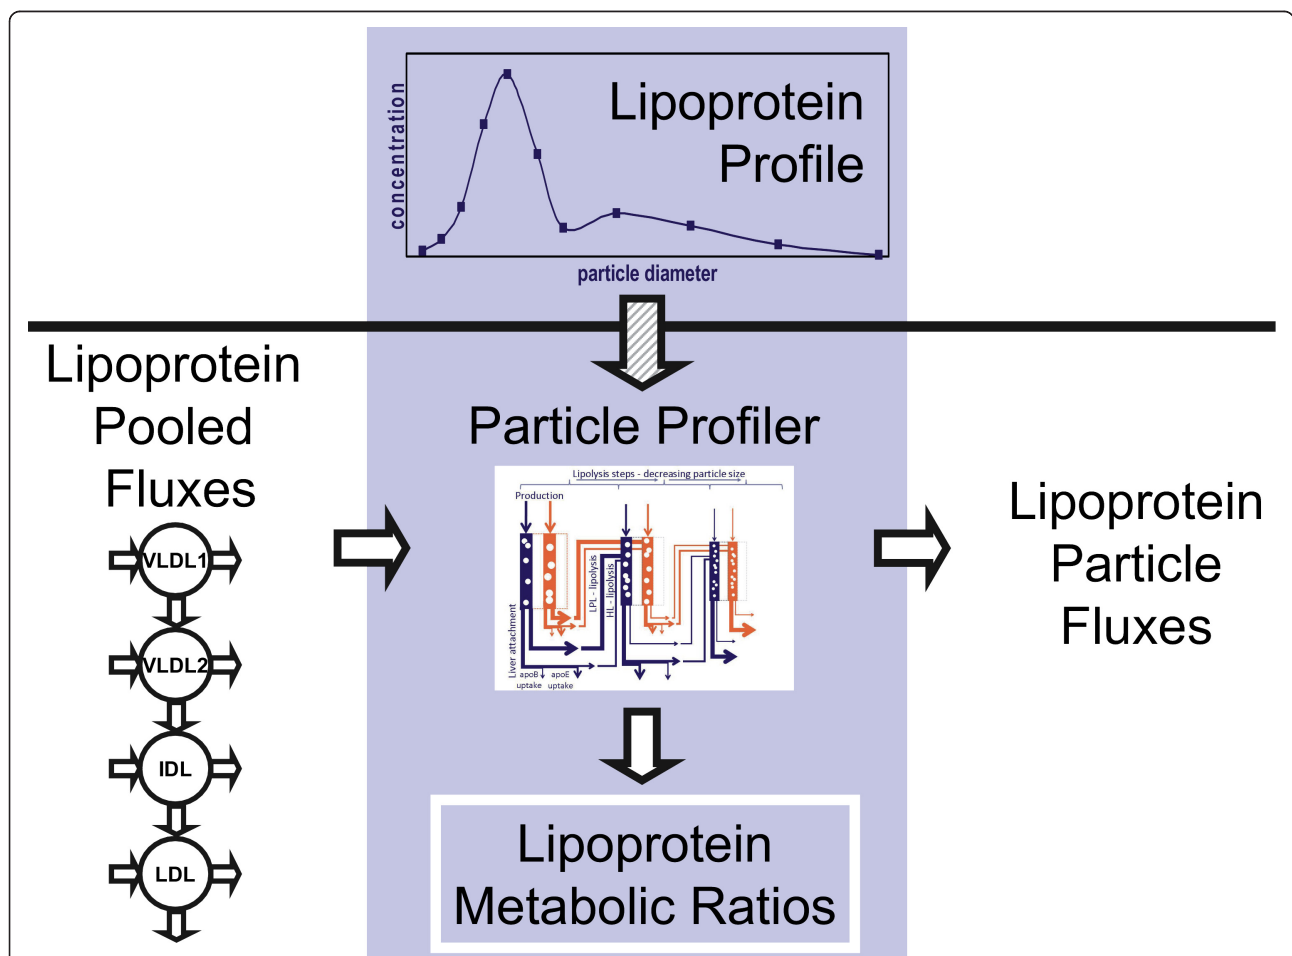 concentration
Lipoprotein
Profile
particle diameter
Lipoprotein
Pooled
Fluxes
VLDL1
VLDL2
IDL
LDL
Particle Profiler
Lipolysis steps - decreasing particle size
Production
LPL - lipolysis
HL - lipolysis
Liver attachment
apoB
uptake
apoE
uptake
Lipoprotein
Particle
Fluxes
Lipoprotein
Metabolic Ratios